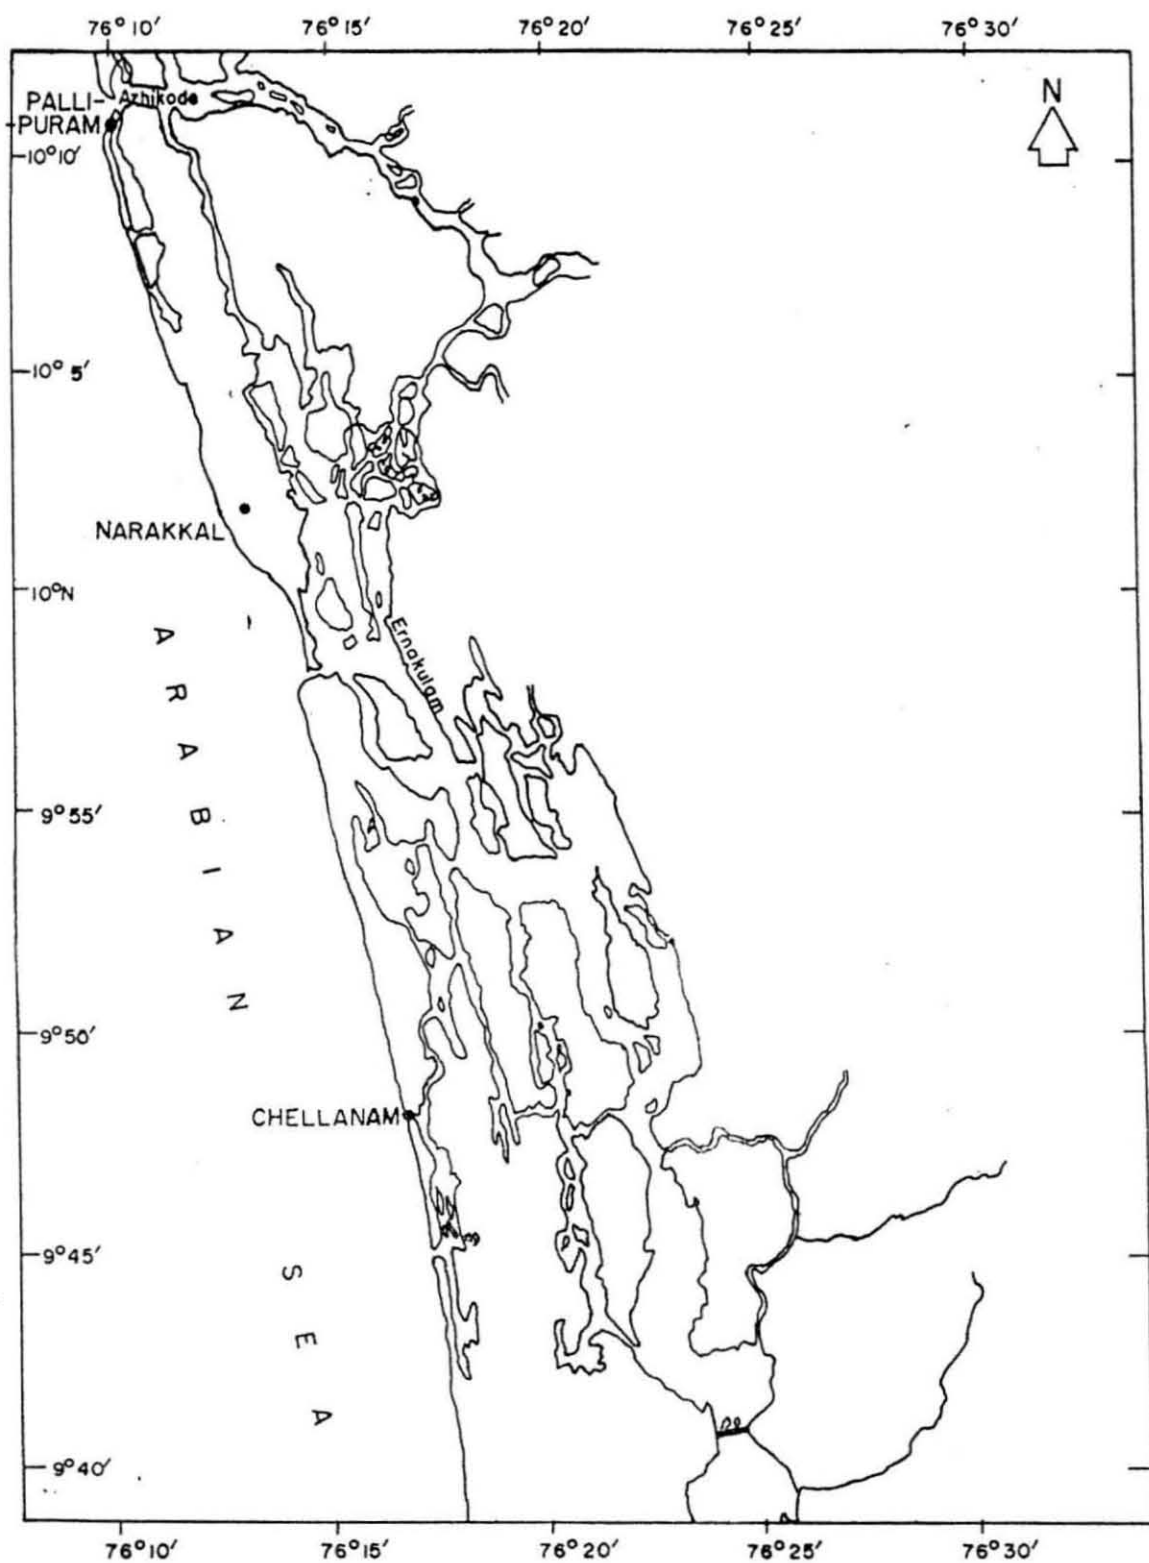 76° 10′ 76° 15′ 76° 20′ 76° 25′ 76° 30′
N
PALLI-
PURAM
Azhikode
10° 10′
10° 5′
NARAKKAL
10°N
Ernakulam
ARABIAN
9° 55′
9° 50′
CHELLANAM
9° 45′
SEA
9° 40′
76° 10′ 76° 15′ 76° 20′ 76° 25′ 76° 30′